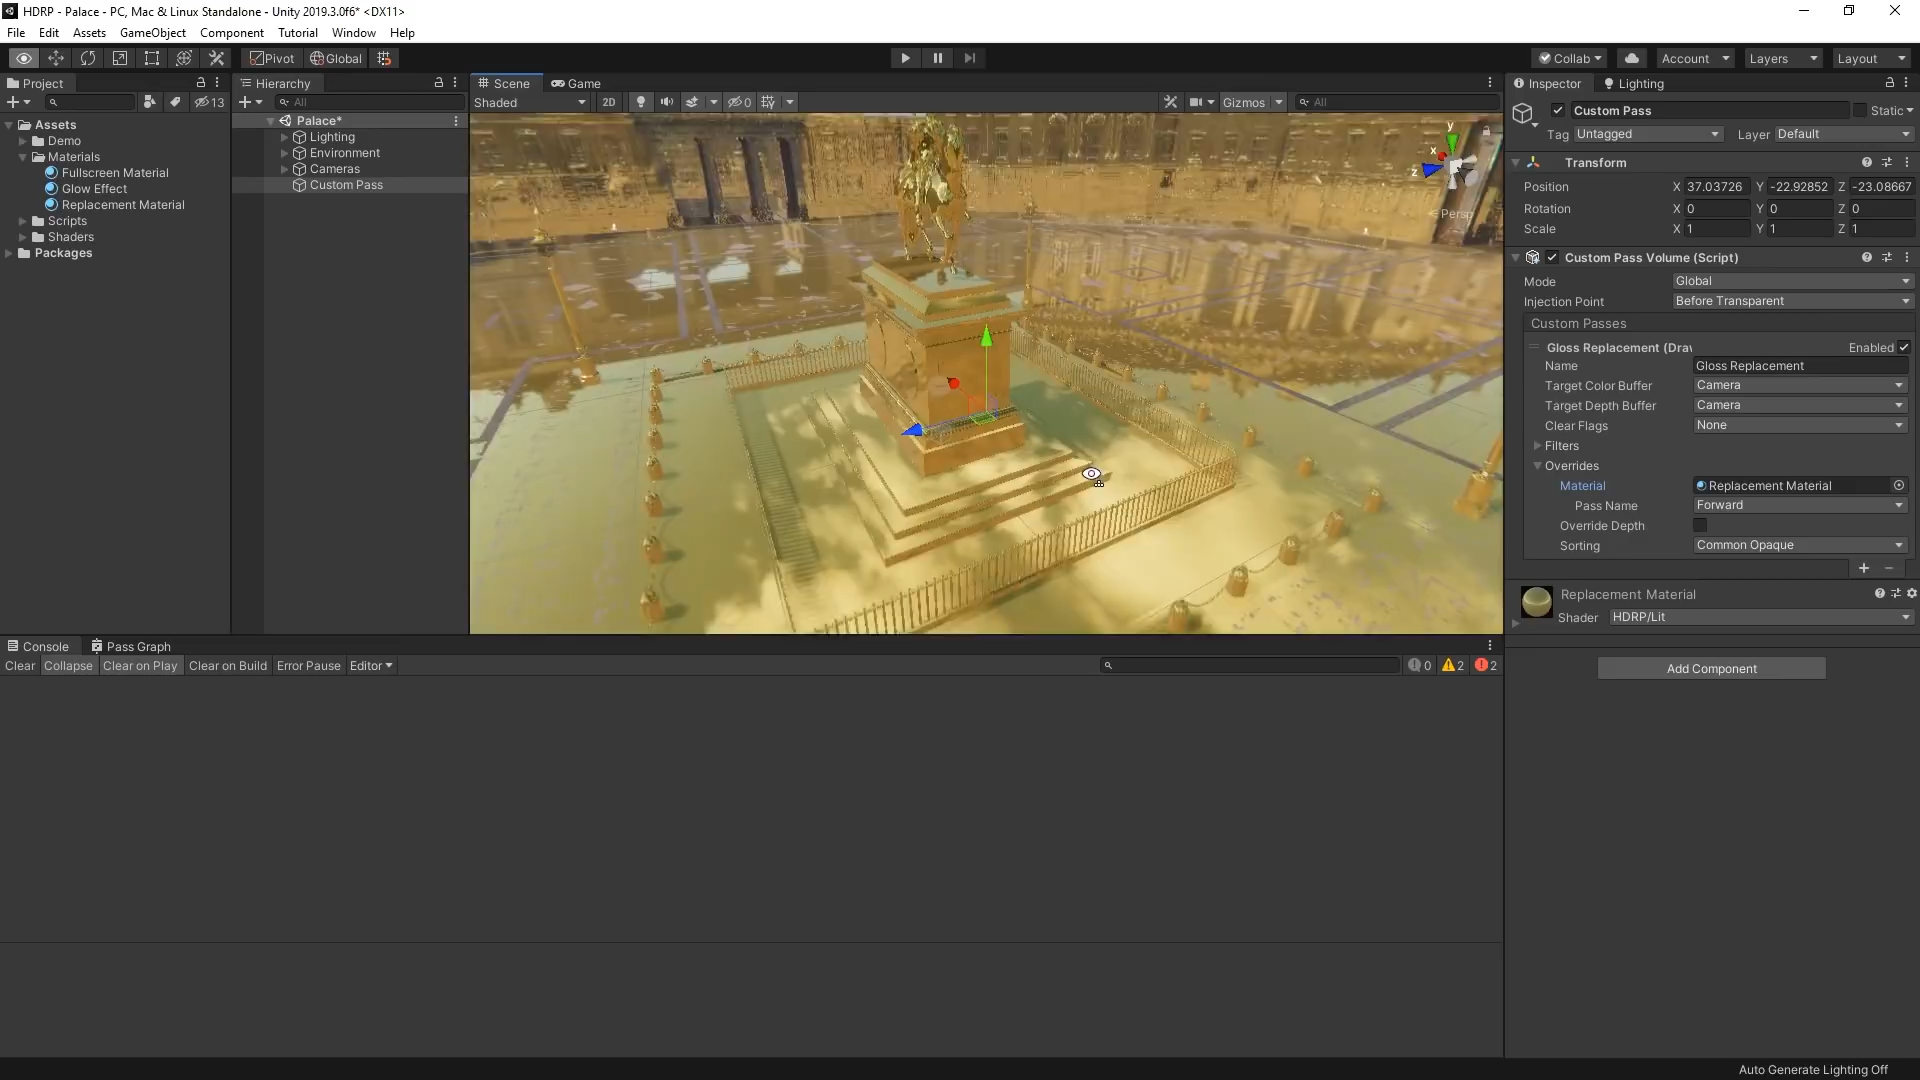 HDRP - Palace - PC, Mac & Linux Standalone - Unity 2019.3.0f6* <DX11>
File Edit Assets GameObject Component Tutorial Window Help
Pivot Global Collab Account Layers Layout
Project
13
Assets
Demo
Materials
Fullscreen Material
Glow Effect
Replacement Material
Scripts
Shaders
Packages
Hierarchy
All
Palace*
Lighting
Environment
Cameras
Custom Pass
Scene Game
Shaded 2D 0 Gizmos All
y
x
z
< Persp
Inspector Lighting
Custom Pass Static
Tag Untagged Layer Default
Transform
Position X 37.03726 Y -22.92852 Z -23.08667
Rotation X 0 Y 0 Z 0
Scale X 1 Y 1 Z 1
Custom Pass Volume (Script)
Mode Global
Injection Point Before Transparent
Custom Passes
Gloss Replacement (Drav Enabled
Name Gloss Replacement
Target Color Buffer Camera
Target Depth Buffer Camera
Clear Flags None
Filters
Overrides
Material Replacement Material
Pass Name Forward
Override Depth
Sorting Common Opaque
+ −
Replacement Material
Shader HDRP/Lit
Add Component
Console Pass Graph
Clear Collapse Clear on Play Clear on Build Error Pause Editor 0 2 2
Auto Generate Lighting Off